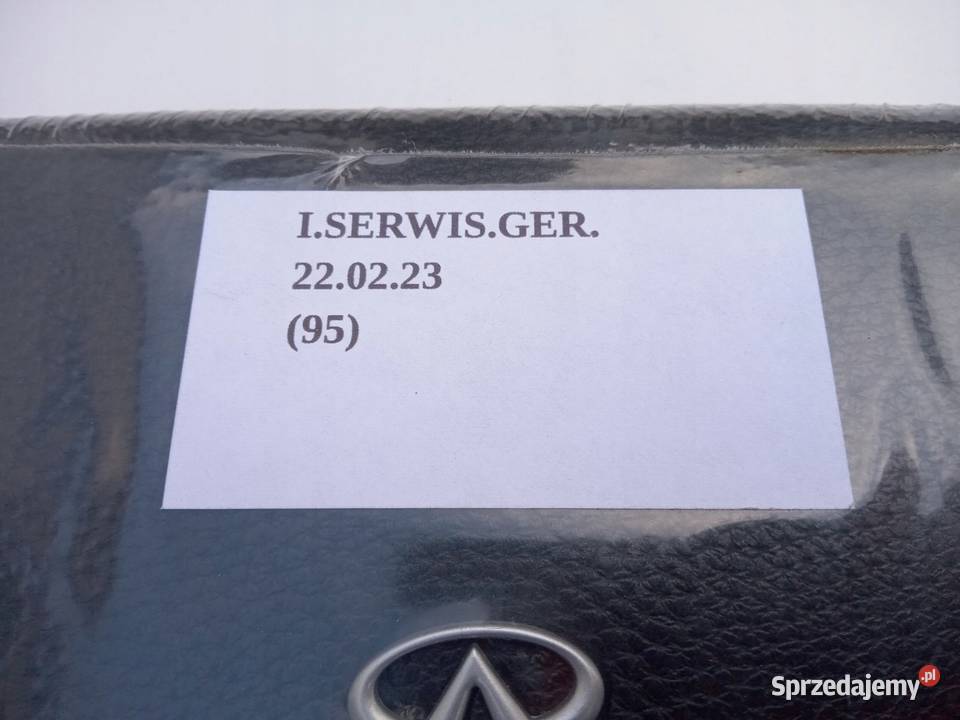 I.SERWIS.GER.
22.02.23
(95)
Sprzedajemy.pl